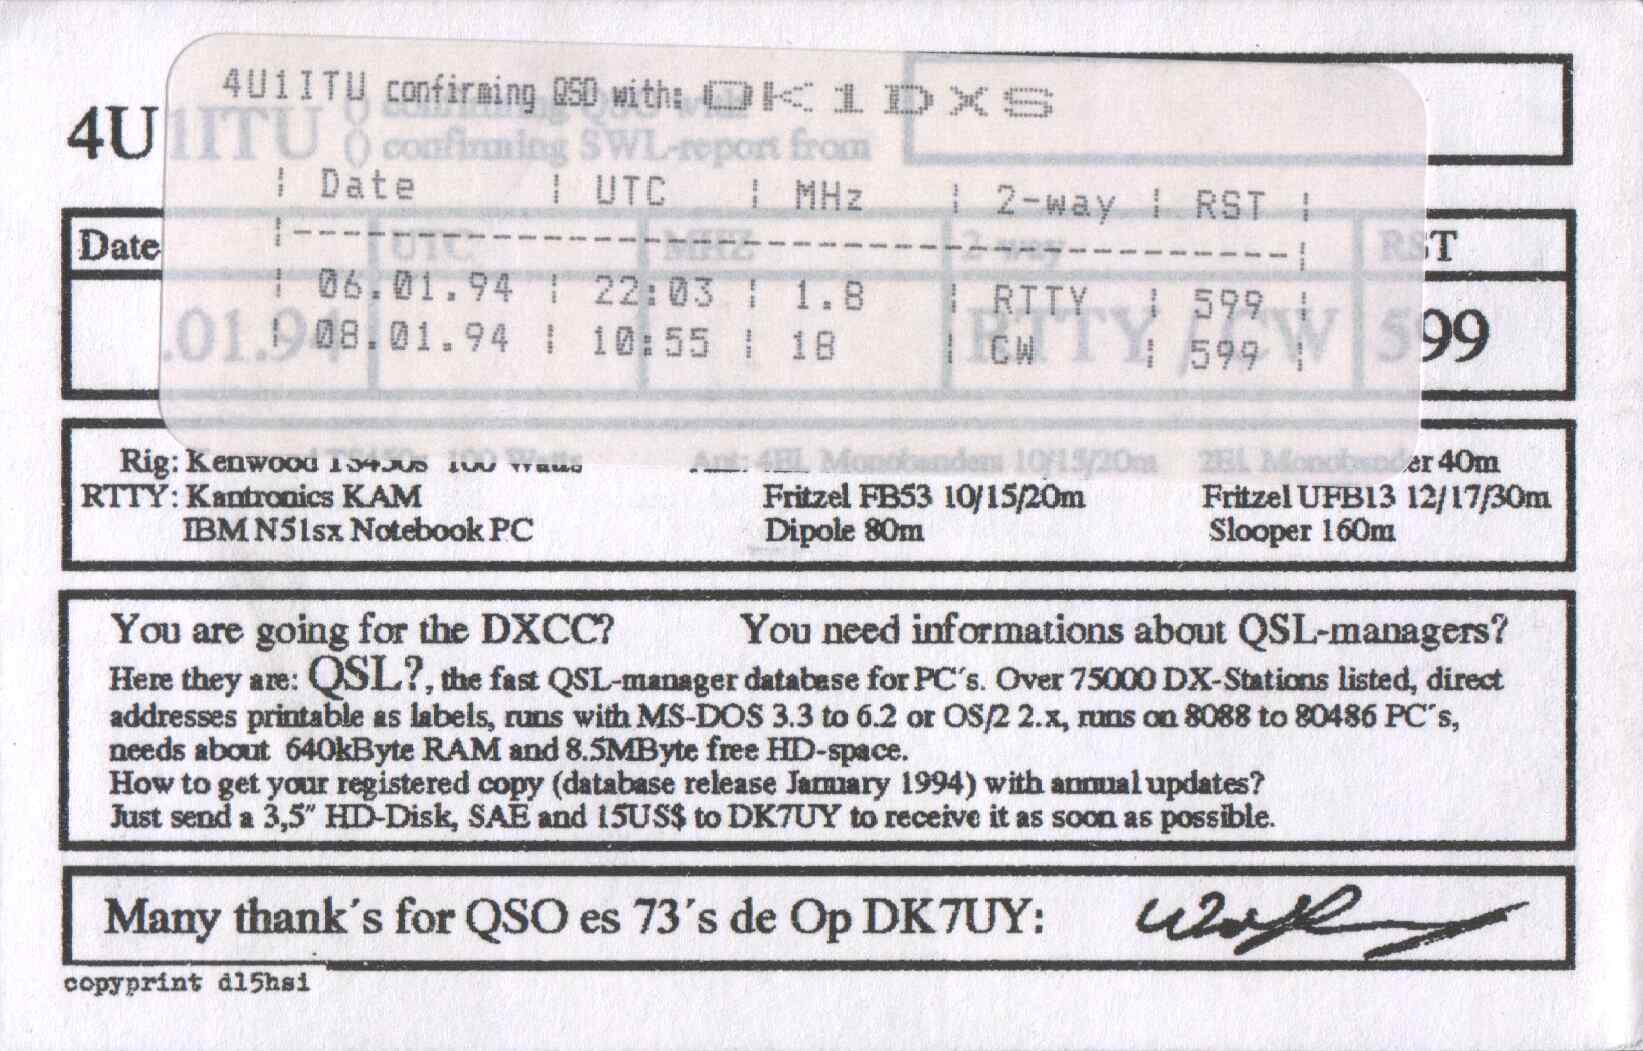 4U1ITU confirming QSO with: OK1DXS
4U1ITU () confirming QSO with
() confirming SWL-report from
| Date | UTC | MHz | 2-way | RST |
|--------------------------------------------------|
Date UTC MHZ 2-way RST
| 06.01.94 | 22:03 | 1.8 | RTTY | 599 |
| 08.01.94 | 10:55 | 18 | CW | 599 |
.01.94 RTTY / CW 599
Rig: Kenwood TS450s 100 Watts Ant: 4El. Monobander 10/15/20m 2El. Monobander 40m
RTTY: Kantronics KAM Fritzel FB53 10/15/20m Fritzel UFB13 12/17/30m
IBM N51sx Notebook PC Dipole 80m Slooper 160m
You are going for the DXCC? You need informations about QSL-managers?
Here they are: QSL?, the fast QSL-manager database for PC´s. Over 75000 DX-Stations listed, direct
addresses printable as labels, runs with MS-DOS 3.3 to 6.2 or OS/2 2.x, runs on 8088 to 80486 PC´s,
needs about 640kByte RAM and 8.5MByte free HD-space.
How to get your registered copy (database release January 1994) with annual updates?
Just send a 3,5" HD-Disk, SAE and 15US$ to DK7UY to receive it as soon as possible.
Many thank´s for QSO es 73´s de Op DK7UY:
copyprint dl5hsi